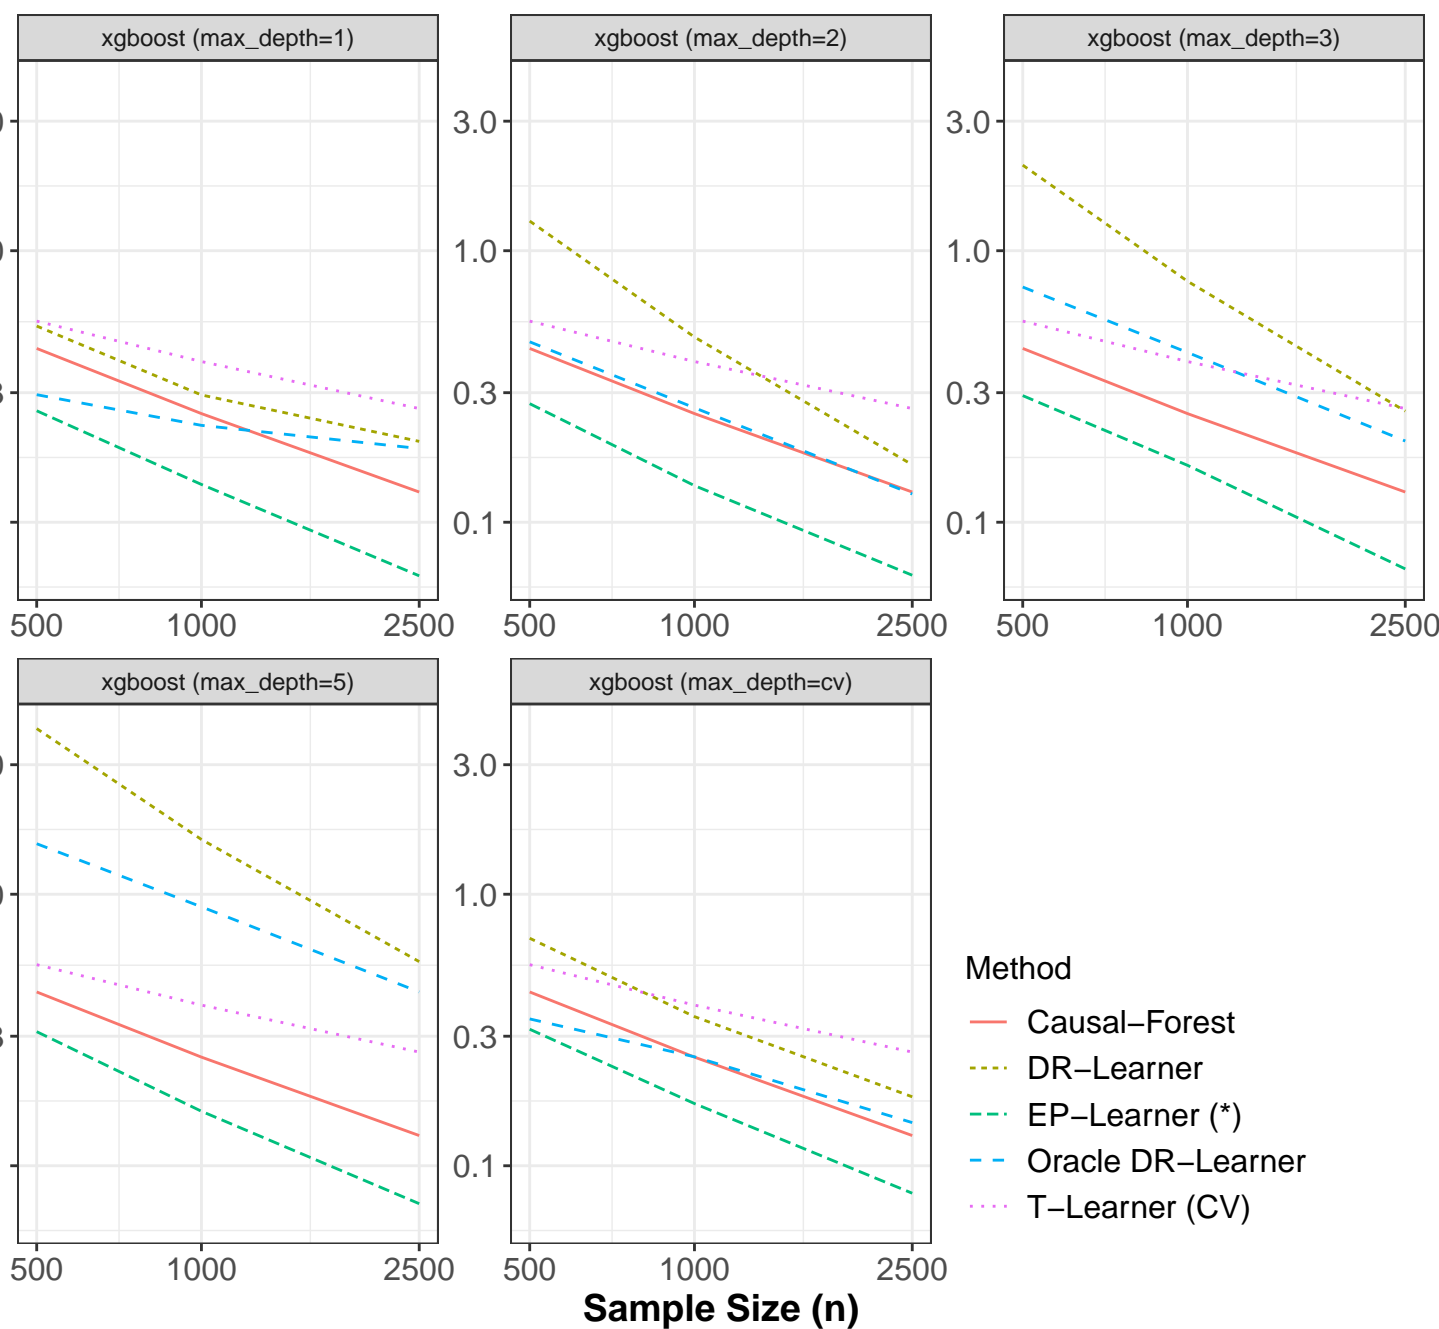 xgboost (max_depth=1)
xgboost (max_depth=2)
xgboost (max_depth=3)
3.0
3.0
1.0
1.0
0.3
0.3
0.1
0.1
500 1000 2500
500 1000 2500
500 1000 2500
xgboost (max_depth=5)
xgboost (max_depth=cv)
3.0
1.0
0.3
0.1
500 1000 2500
500 1000 2500
Sample Size (n)
Method
Causal−Forest
DR−Learner
EP−Learner (*)
Oracle DR−Learner
T−Learner (CV)